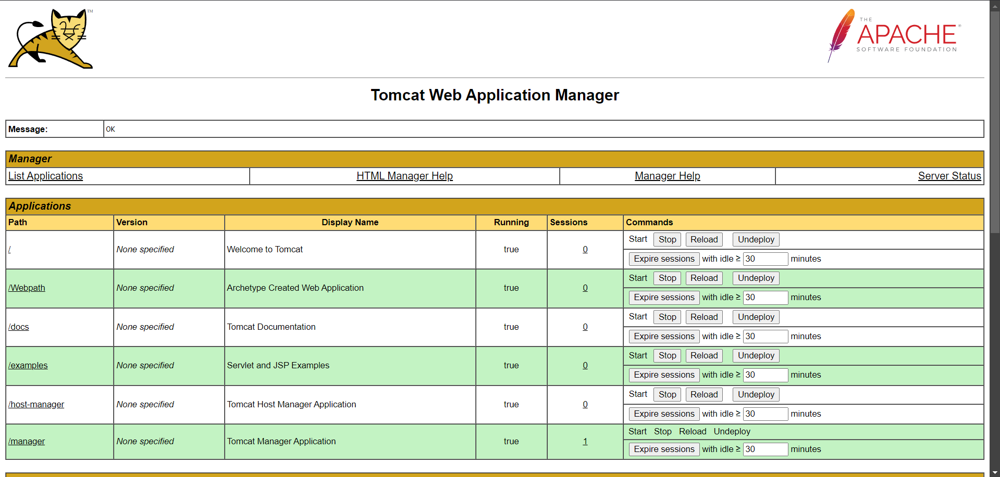 TM
THE
APACHE®
SOFTWARE FOUNDATION
Tomcat Web Application Manager
Message: OK
Manager
List Applications HTML Manager Help Manager Help Server Status
Applications
Path Version Display Name Running Sessions Commands
/ None specified Welcome to Tomcat true 0 Start Stop Reload Undeploy
Expire sessions with idle ≥ 30 minutes
/Webpath None specified Archetype Created Web Application true 0 Start Stop Reload Undeploy
Expire sessions with idle ≥ 30 minutes
/docs None specified Tomcat Documentation true 0 Start Stop Reload Undeploy
Expire sessions with idle ≥ 30 minutes
/examples None specified Servlet and JSP Examples true 0 Start Stop Reload Undeploy
Expire sessions with idle ≥ 30 minutes
/host-manager None specified Tomcat Host Manager Application true 0 Start Stop Reload Undeploy
Expire sessions with idle ≥ 30 minutes
/manager None specified Tomcat Manager Application true 1 Start Stop Reload Undeploy
Expire sessions with idle ≥ 30 minutes